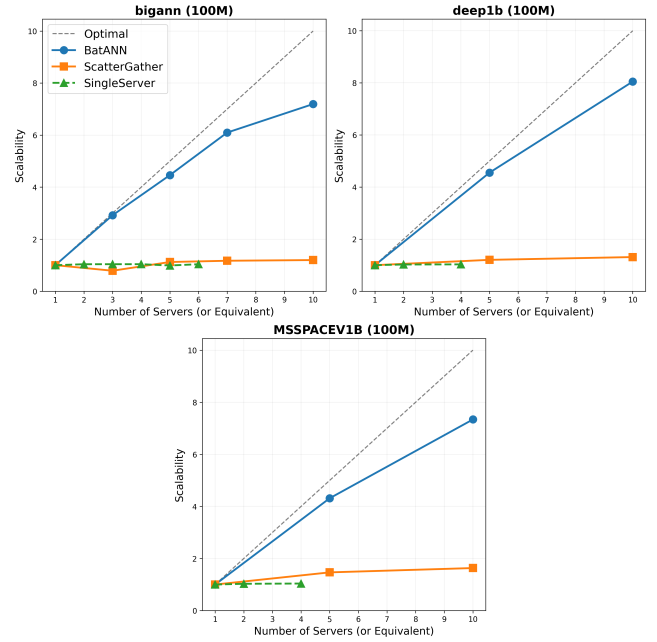 bigann (100M)
Optimal
BatANN
ScatterGather
SingleServer
Scalability
10
8
6
4
2
0
1 2 3 4 5 6 7 8 9 10
Number of Servers (or Equivalent)
deep1b (100M)
Scalability
10
8
6
4
2
0
1 2 3 4 5 6 7 8 9 10
Number of Servers (or Equivalent)
MSSPACEV1B (100M)
Scalability
10
8
6
4
2
0
1 2 3 4 5 6 7 8 9 10
Number of Servers (or Equivalent)